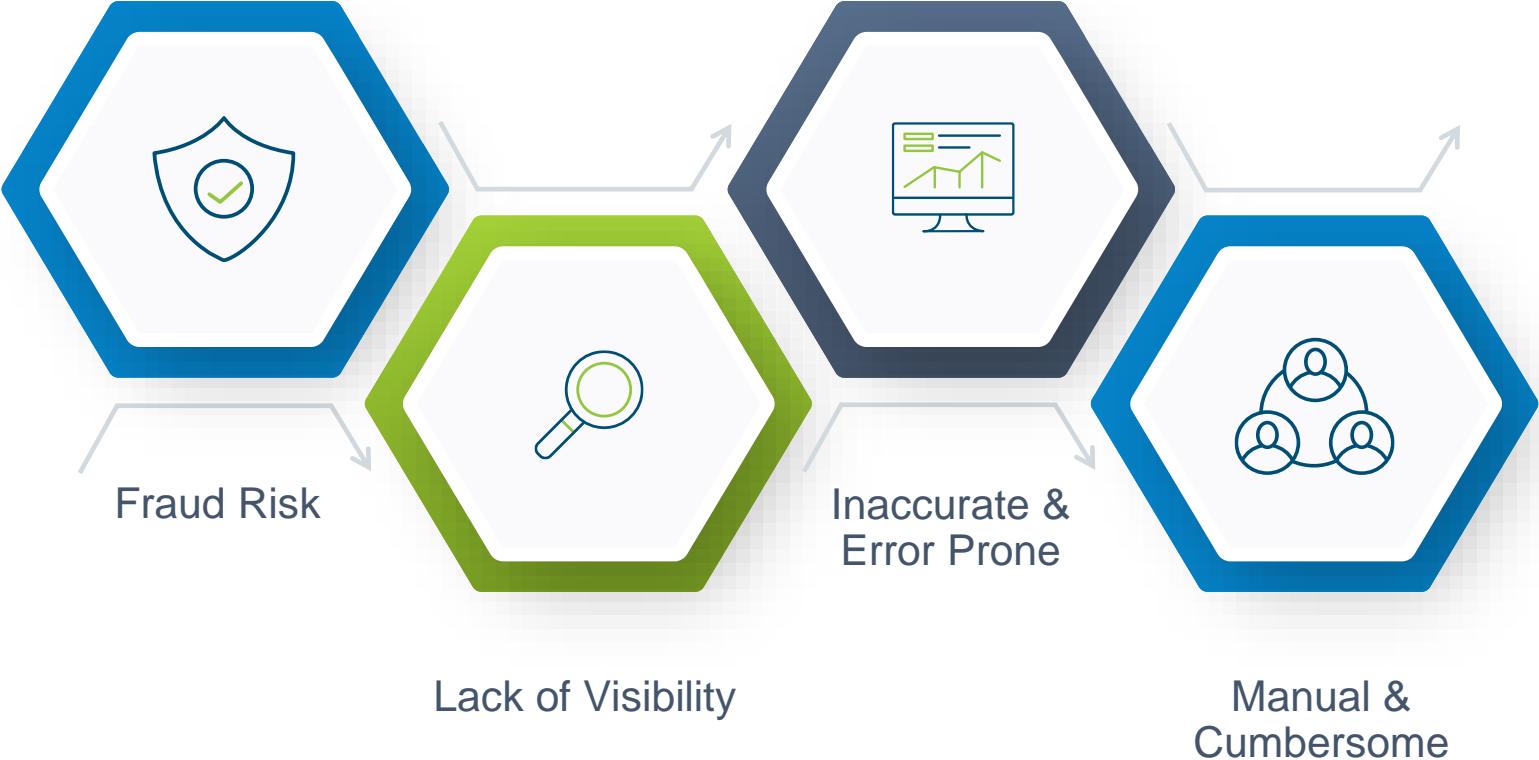 Fraud Risk
Lack of Visibility
Inaccurate &
Error Prone
Manual &
Cumbersome